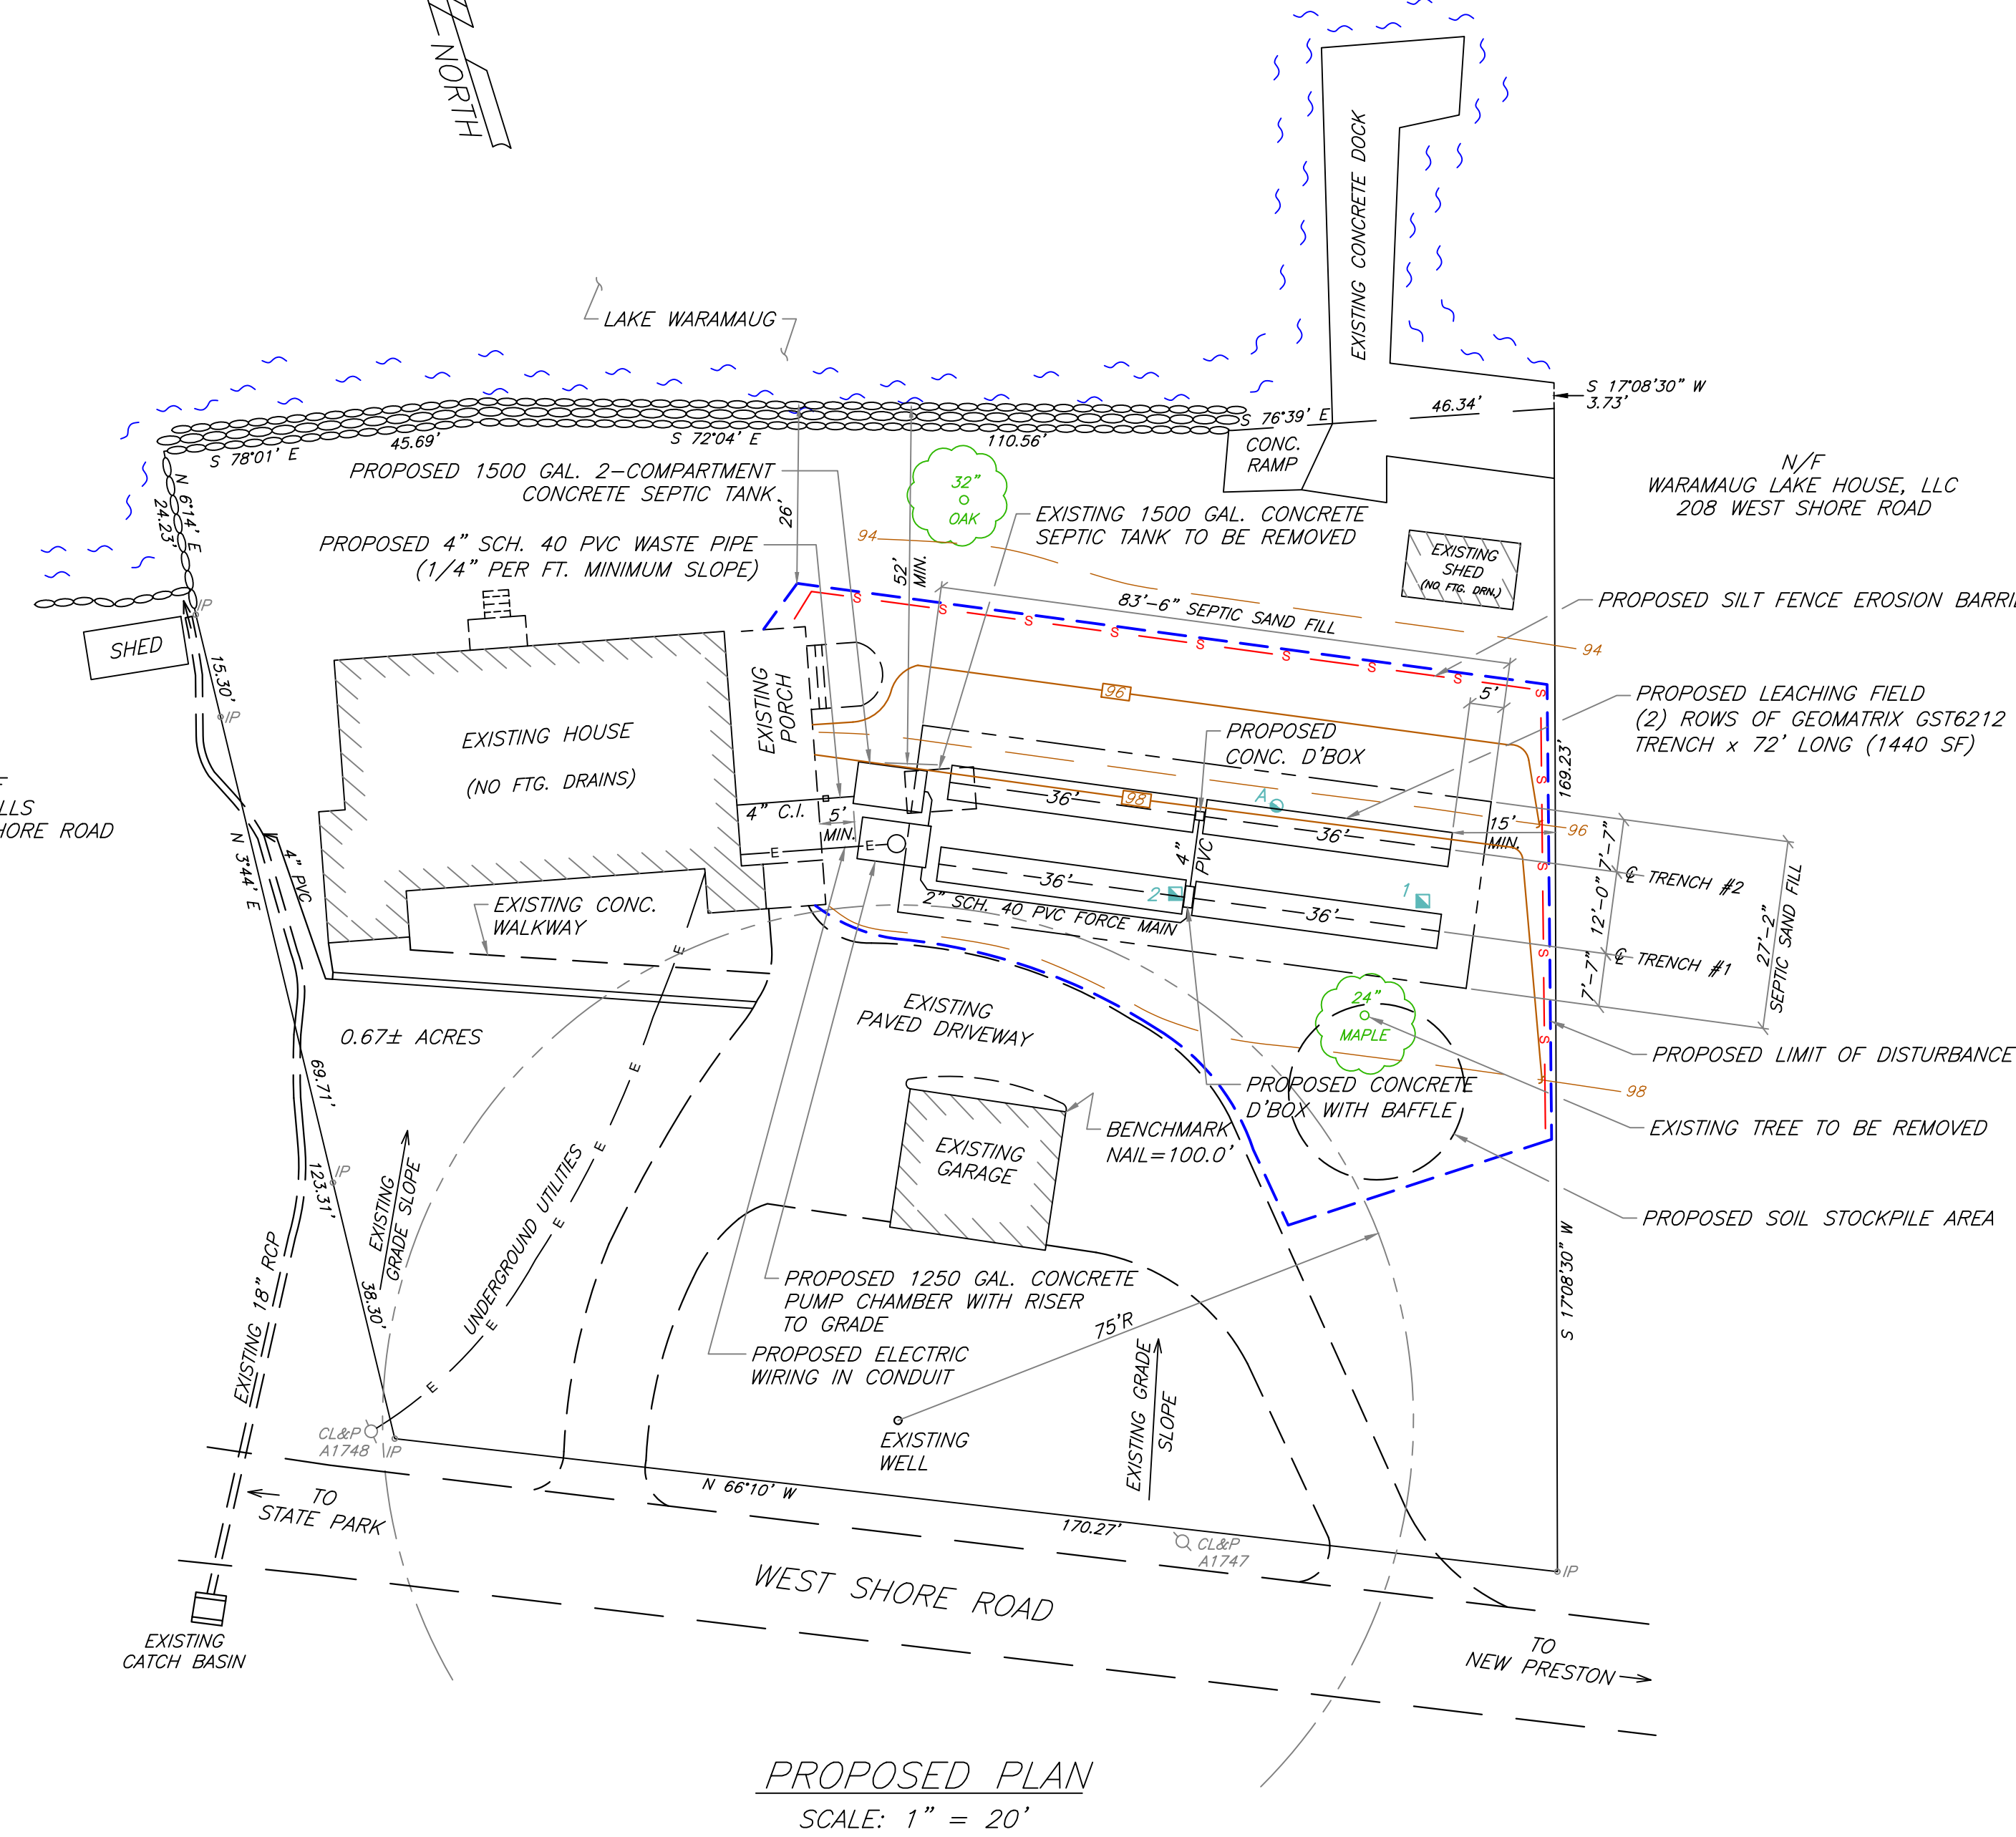 NORTH
LAKE WARAMAUG
EXISTING CONCRETE DOCK
S 17°08'30" W
3.73'
S 76°39' E
46.34'
CONC.
RAMP
S 78°01' E
45.69'
S 72°04' E
110.56'
N 6°14' E
24.23'
N/F
WARAMAUG LAKE HOUSE, LLC
208 WEST SHORE ROAD
PROPOSED 1500 GAL. 2-COMPARTMENT
CONCRETE SEPTIC TANK
26'
32"
OAK
EXISTING 1500 GAL. CONCRETE
SEPTIC TANK TO BE REMOVED
PROPOSED 4" SCH. 40 PVC WASTE PIPE
(1/4" PER FT. MINIMUM SLOPE)
94
52'
MIN.
EXISTING
SHED
(NO FTG. DRN.)
83'-6" SEPTIC SAND FILL
PROPOSED SILT FENCE EROSION BARRI
94
IP
SHED
15.30'
IP
S
S
S
S
S
S
S
S
S
S
S
S
S
S
EXISTING
PORCH
96
5'
PROPOSED LEACHING FIELD
(2) ROWS OF GEOMATRIX GST6212
TRENCH x 72' LONG (1440 SF)
EXISTING HOUSE
(NO FTG. DRAINS)
PROPOSED
CONC. D'BOX
169.23'
LLS
HORE ROAD
N 3°44' E
4" PVC
4" C.I.
5'
MIN.
E
E
36'
98
A
36'
15'
MIN.
96
7'-7"
12'-0"
7'-7"
27'-2"
SEPTIC SAND FILL
℄ TRENCH #2
℄ TRENCH #1
4"
PVC
36'
2
36'
1
2" SCH. 40 PVC FORCE MAIN
EXISTING CONC.
WALKWAY
E
E
E
E
E
E
EXISTING
PAVED DRIVEWAY
24"
MAPLE
0.67± ACRES
69.71'
PROPOSED LIMIT OF DISTURBANCE
98
PROPOSED CONCRETE
D'BOX WITH BAFFLE
BENCHMARK
NAIL=100.0'
EXISTING
GARAGE
EXISTING TREE TO BE REMOVED
IP
123.31'
EXISTING
GRADE SLOPE
UNDERGROUND UTILITIES
PROPOSED SOIL STOCKPILE AREA
EXISTING 18" RCP
38.30'
PROPOSED 1250 GAL. CONCRETE
PUMP CHAMBER WITH RISER
TO GRADE
75'R
S 17°08'30" W
PROPOSED ELECTRIC
WIRING IN CONDUIT
EXISTING GRADE
SLOPE
CL&P
A1748
IP
EXISTING
WELL
N 66°10' W
170.27'
CL&P
A1747
IP
TO
STATE PARK
WEST SHORE ROAD
EXISTING
CATCH BASIN
TO
NEW PRESTON
PROPOSED PLAN
SCALE: 1" = 20'